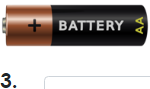 + BATTERY AA
3.